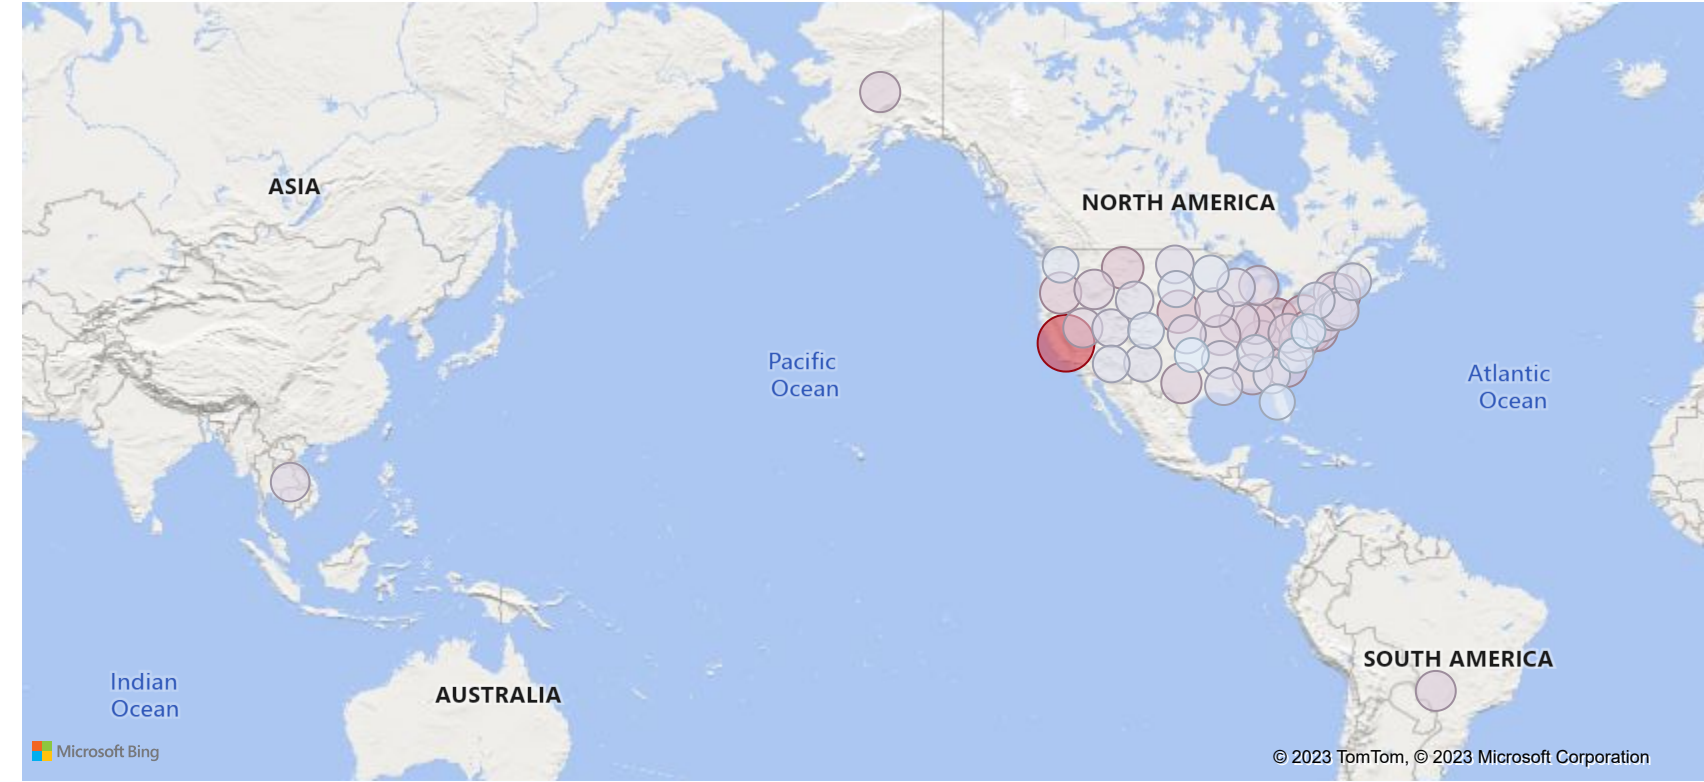 ASIA
NORTH AMERICA
Pacific
Ocean
Atlantic
Ocean
SOUTH AMERICA
Indian
Ocean
AUSTRALIA
Microsoft Bing
© 2023 TomTom, © 2023 Microsoft Corporation